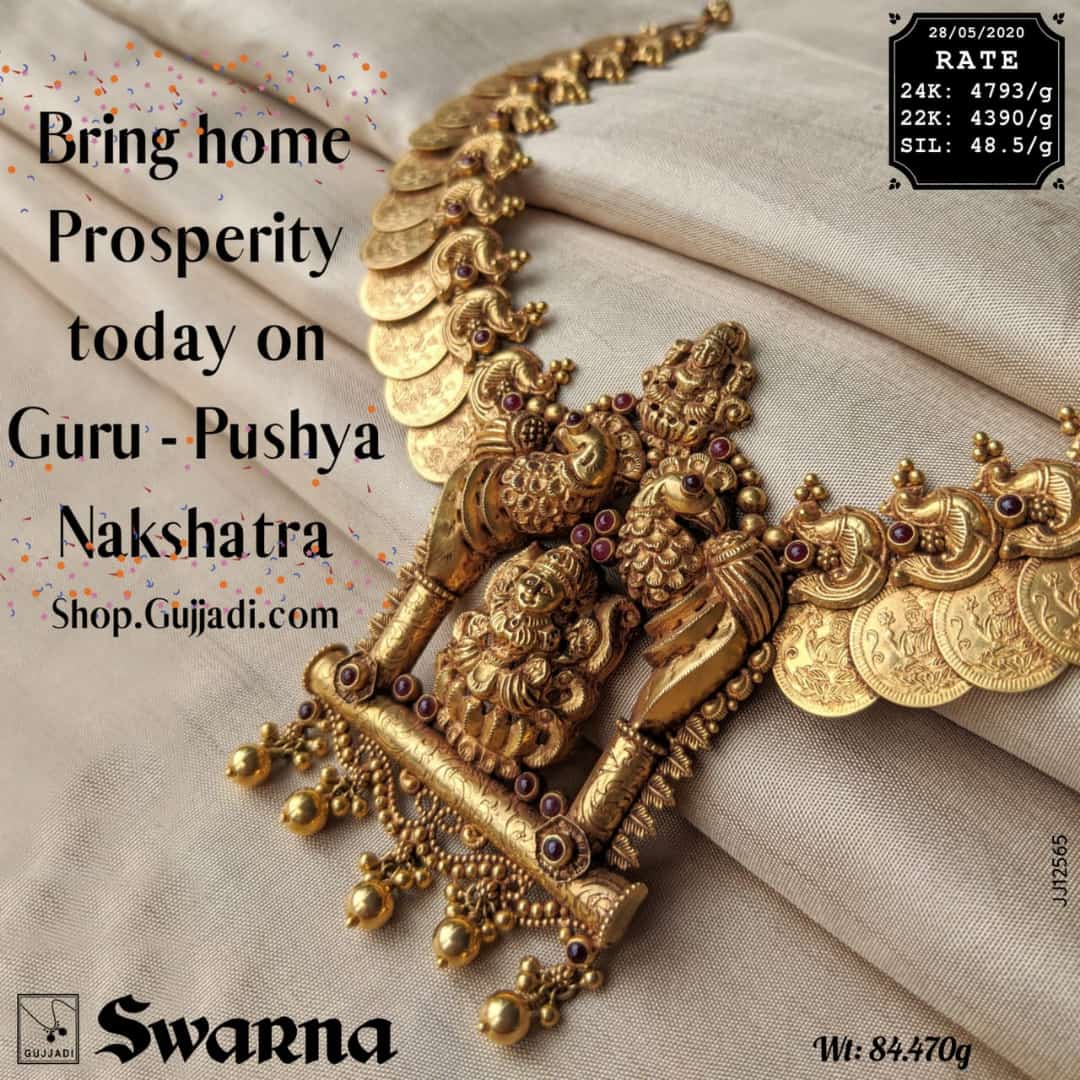 Bring home
Prosperity
today on
Guru - Pushya
Nakshatra
Shop.Gujjadi.com
28/05/2020
RATE
24K: 4793/g
22K: 4390/g
SIL: 48.5/g
JJ12565
GUJJADI
Swarna
Wt: 84.470g